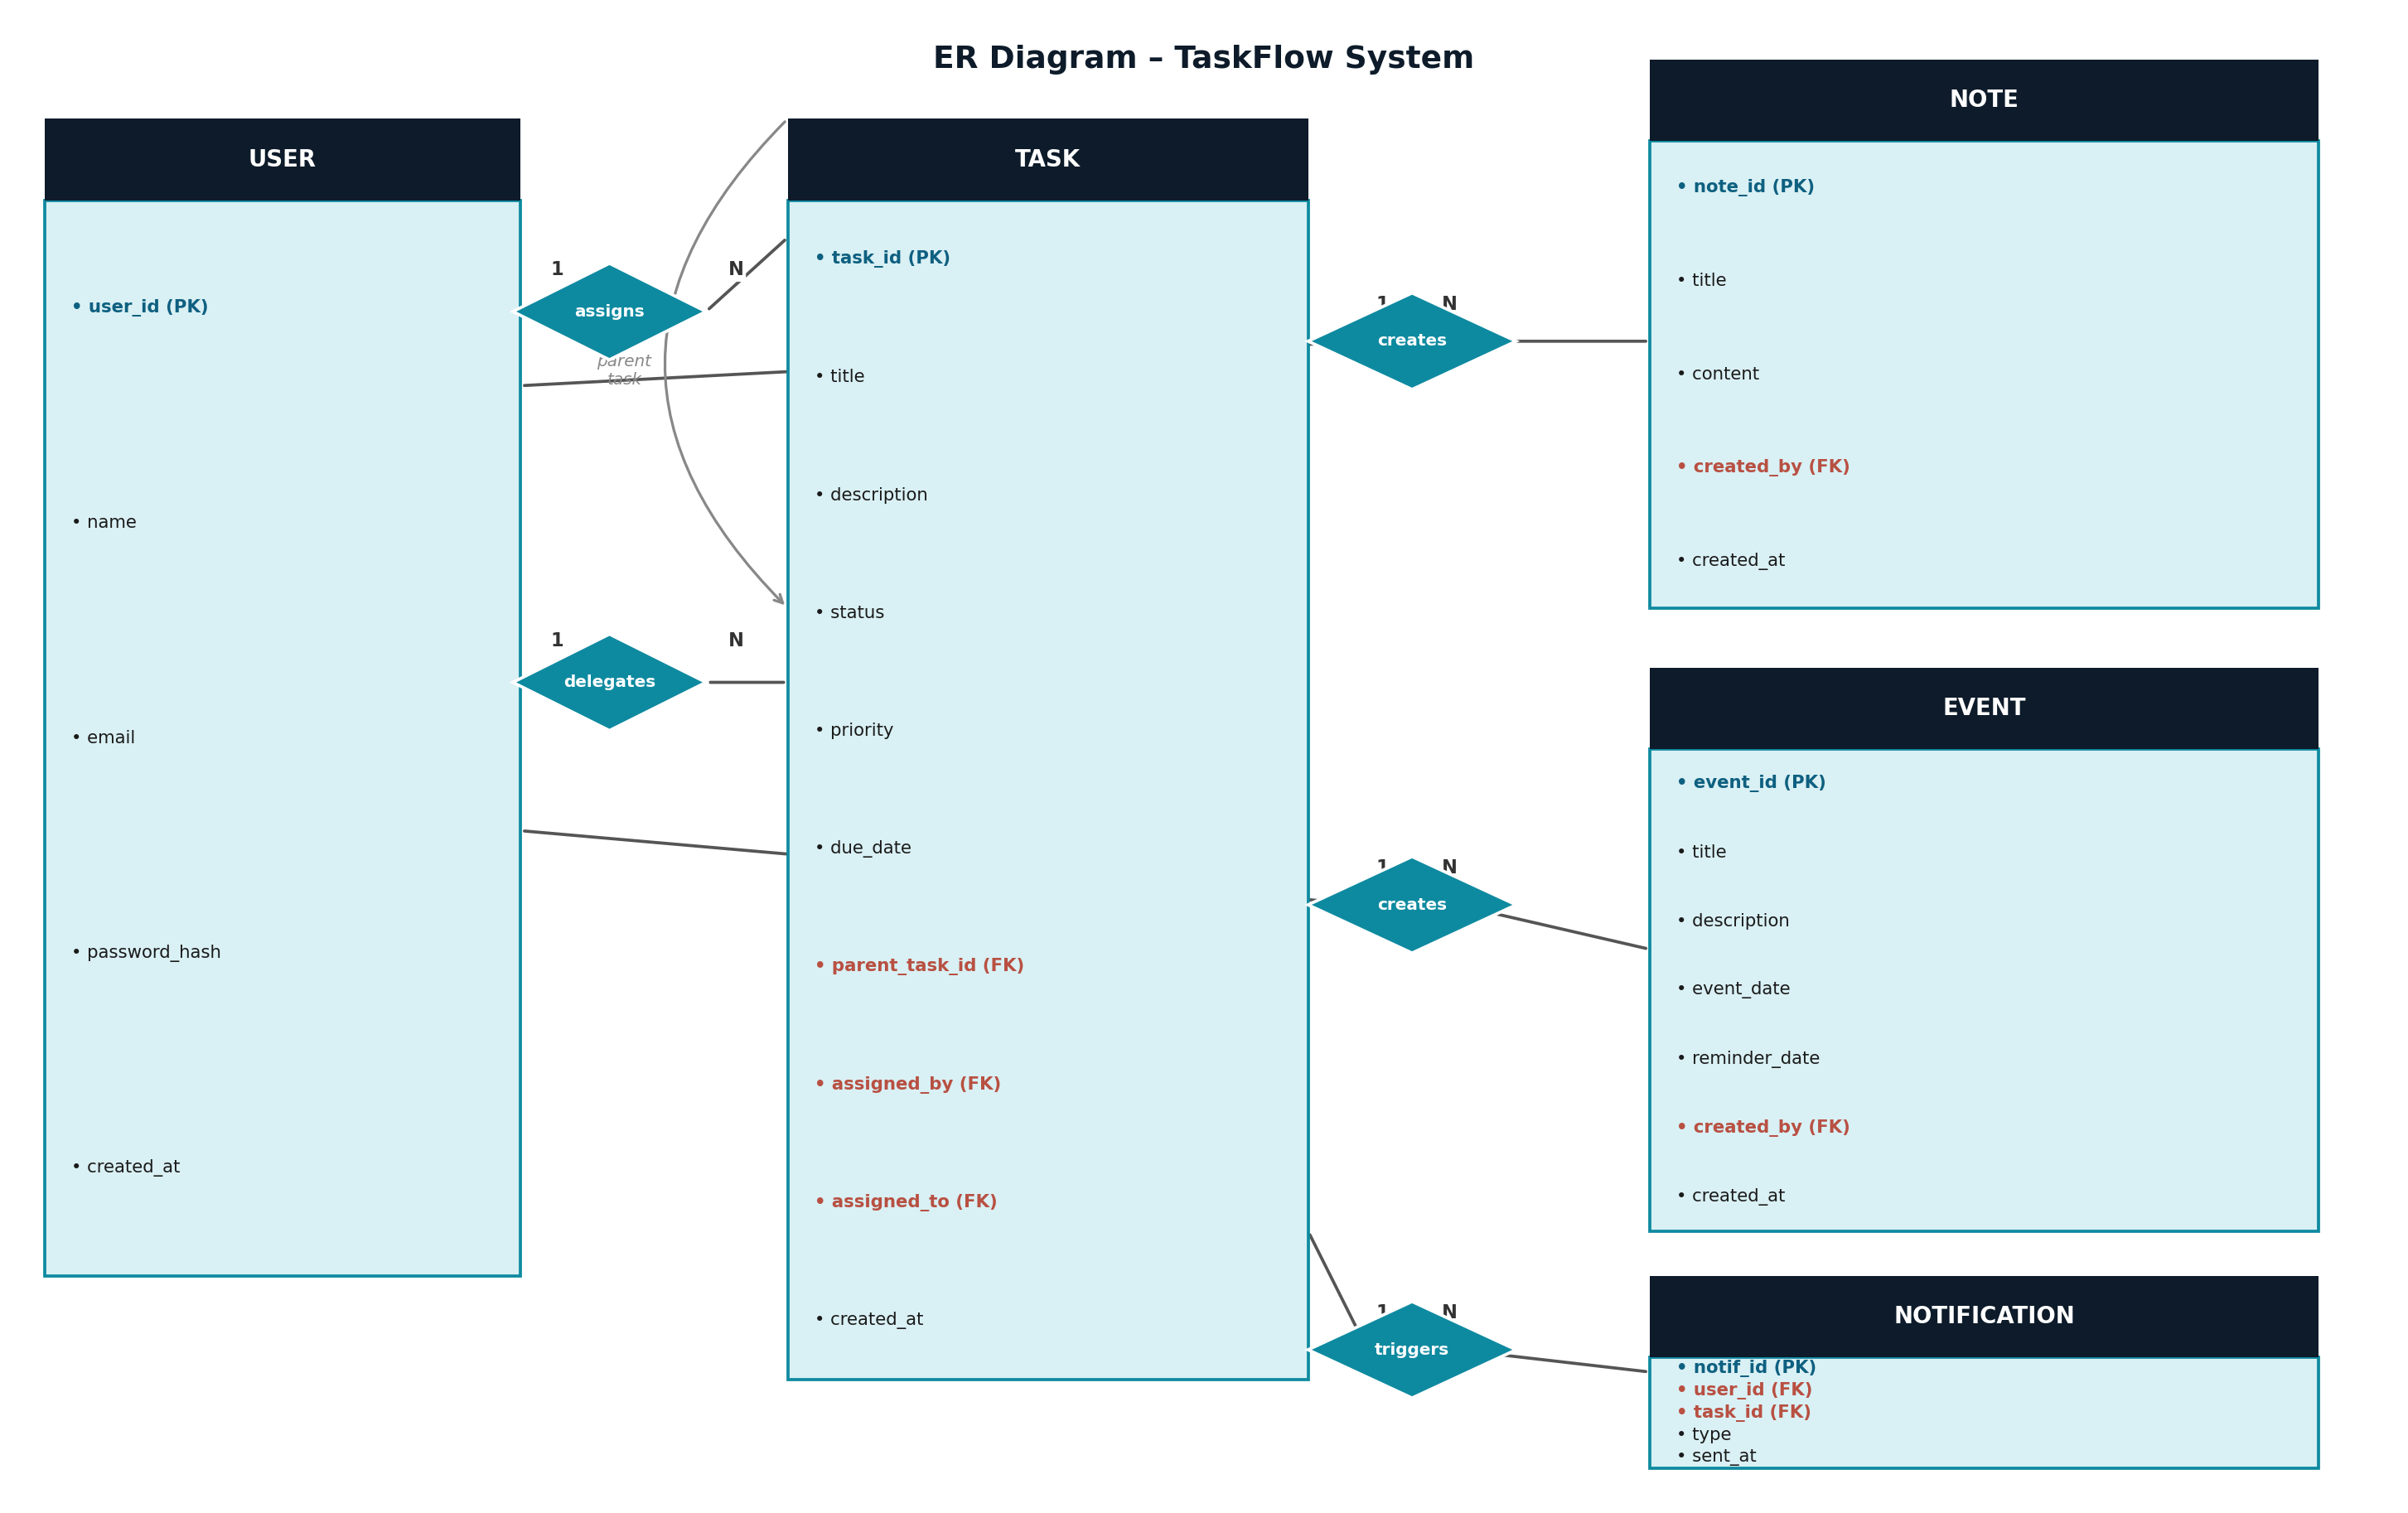 ER Diagram – TaskFlow System
USER
• user_id (PK)
• name
• email
• password_hash
• created_at
1
N
assigns
parent
task
1
N
delegates
TASK
• task_id (PK)
• title
• description
• status
• priority
• due_date
• parent_task_id (FK)
• assigned_by (FK)
• assigned_to (FK)
• created_at
1
N
creates
1
N
creates
1
N
triggers
NOTE
• note_id (PK)
• title
• content
• created_by (FK)
• created_at
EVENT
• event_id (PK)
• title
• description
• event_date
• reminder_date
• created_by (FK)
• created_at
NOTIFICATION
• notif_id (PK)
• user_id (FK)
• task_id (FK)
• type
• sent_at